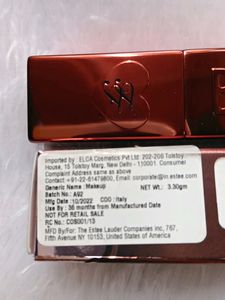 Imported by : ELCA Cosmetics Pvt Ltd: 202-206 Tolstoy
House, 15 Tolstoy Marg, New Delhi - 110001. Consumer
Complaint Address same as above
Contact: +91-22-61479800, Email: corporate@in.estee.com
Generic Name : Makeup NET Wt.: 3.30gm
Batch No.: A92
Mfg Date : 10/2022 COO : Italy
Use By : 36 months from Manufactured Date
NOT FOR RETAIL SALE
RC No.: COS001/13
MFD By/For: The Estee Lauder Companies inc, 767,
Fifth Avenue NY 10153, United States of America